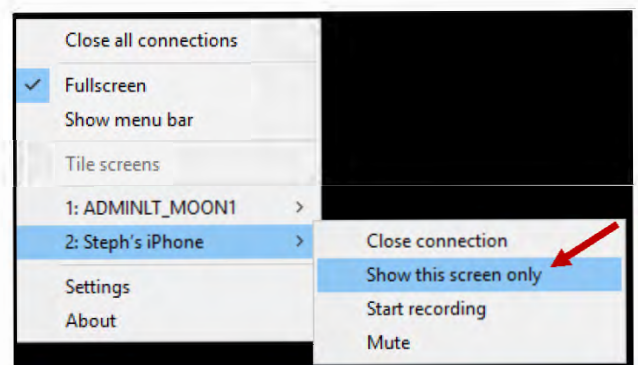 Close all connections
Fullscreen
Show menu bar
Tile screens
1: ADMINLT_MOON1
2: Steph's iPhone
Settings
About
Close connection
Show this screen only
Start recording
Mute